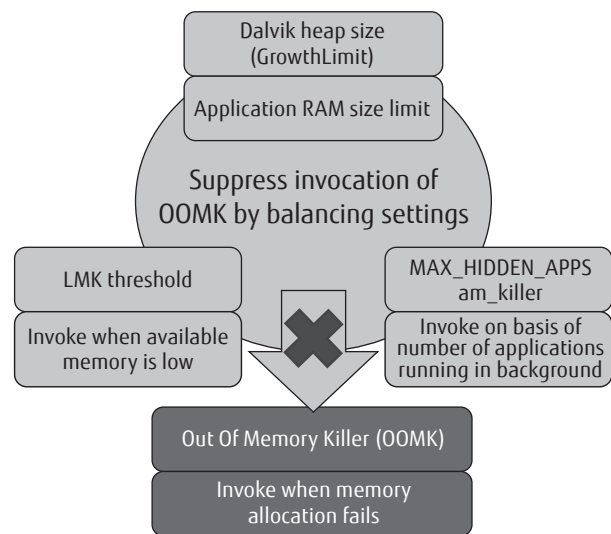 Dalvik heap size
(GrowthLimit)
Application RAM size limit
Suppress invocation of
OOMK by balancing settings
LMK threshold
Invoke when available
memory is low
MAX_HIDDEN_APPS
am_killer
Invoke on basis of
number of applications
running in background
Out Of Memory Killer (OOMK)
Invoke when memory
allocation fails